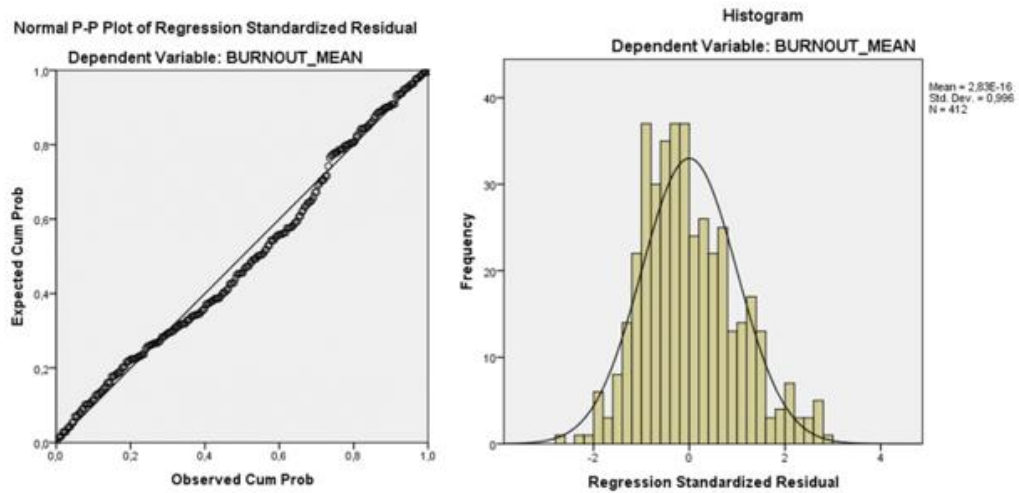 Normal P-P Plot of Regression Standardized Residual
Dependent Variable: BURNOUT_MEAN
1,0
0,8
0,6
0,4
0,2
0,0
0,0 0,2 0,4 0,6 0,8 1,0
Expected Cum Prob
Observed Cum Prob
Histogram
Dependent Variable: BURNOUT_MEAN
Mean = 2,83E-16
Std. Dev. = 0,996
N = 412
40
30
20
10
0
-2 0 2 4
Frequency
Regression Standardized Residual